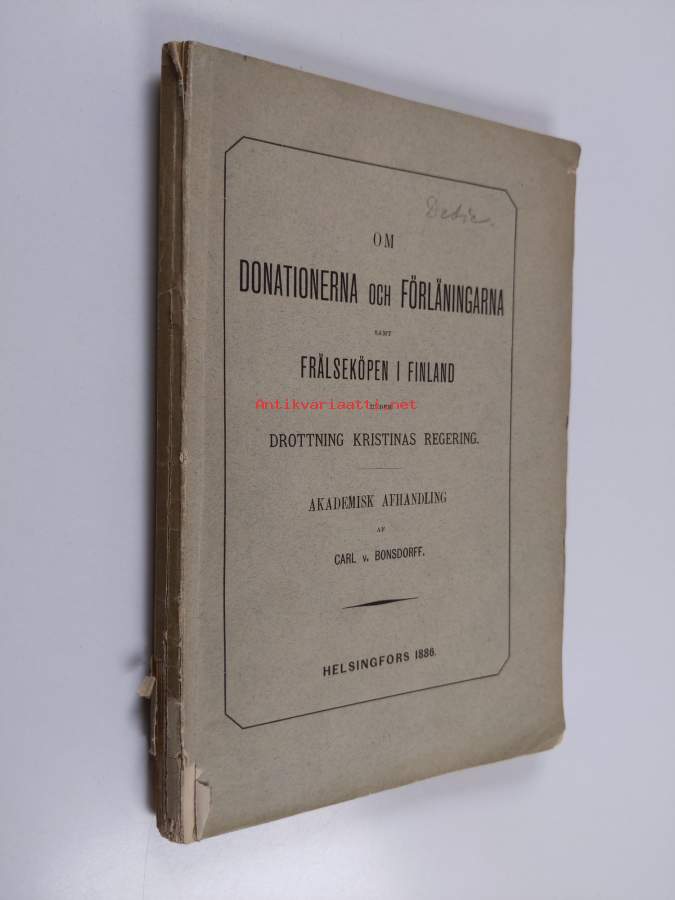 OM
DONATIONERNA OCH FÖRLÄNINGARNA
SAMT
FRÄLSEKÖPEN I FINLAND
Antikvariaatti.net
DROTTNING KRISTINAS REGERING.
AKADEMISK AFHANDLING
AF
CARL v. BONSDORFF.
HELSINGFORS 1886.